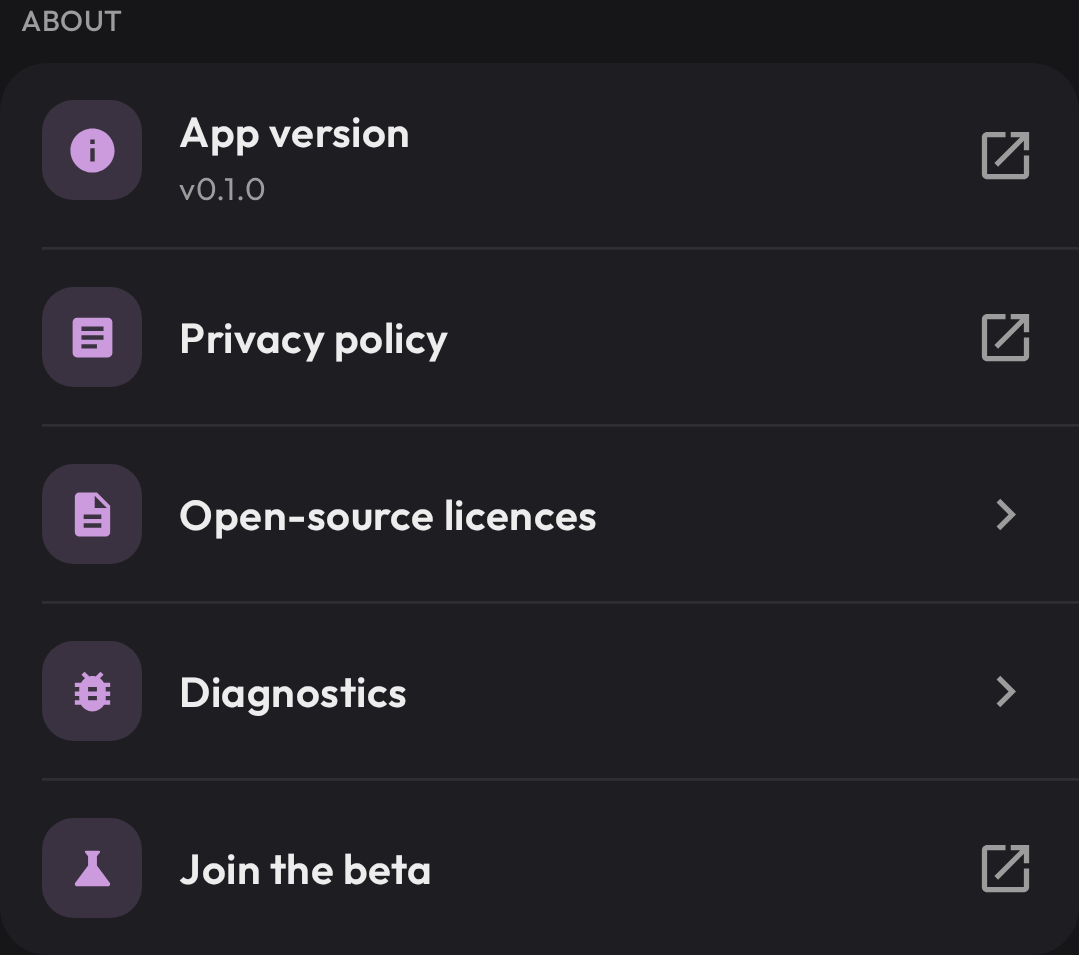 ABOUT
App version
v0.1.0
Privacy policy
Open-source licences
Diagnostics
Join the beta